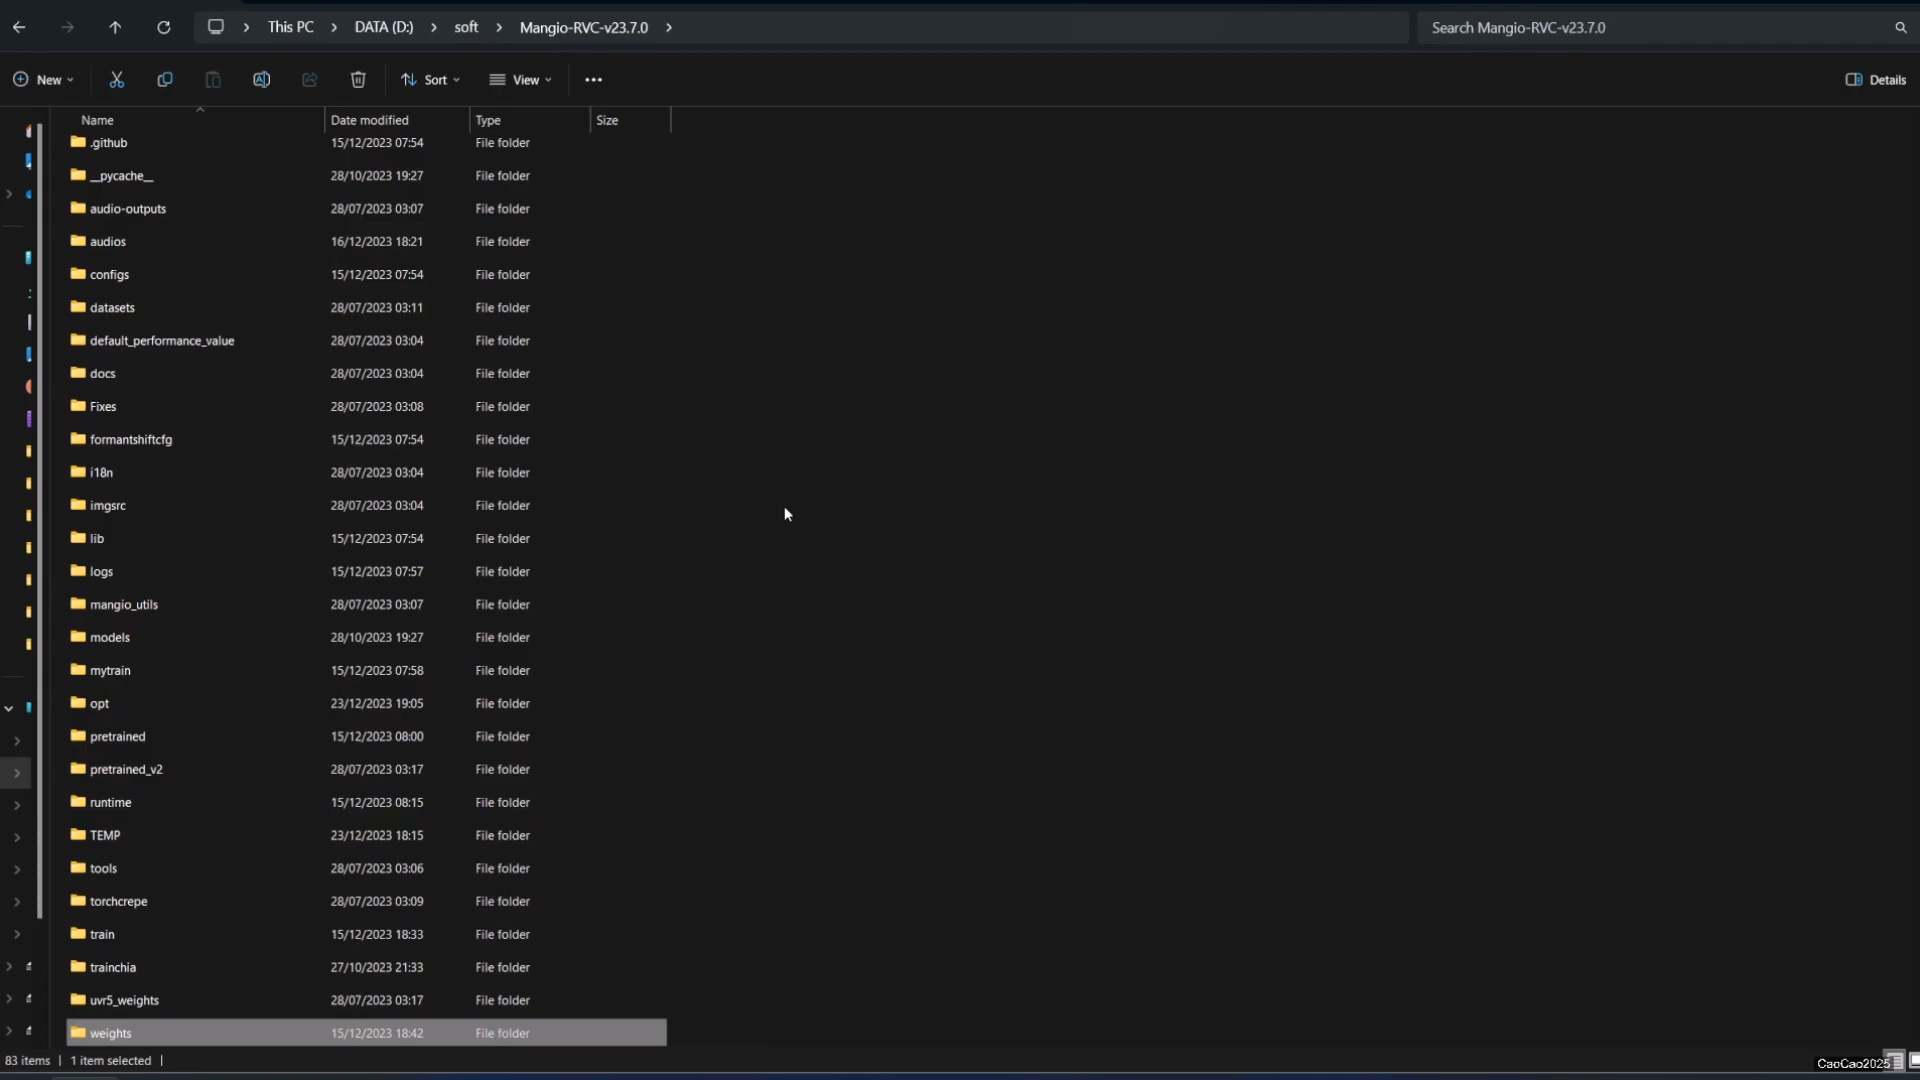 This PC DATA (D:) soft Mangio-RVC-v23.7.0 Search Mangio-RVC-v23.7.0
New Sort View Details
Name Date modified Type Size
.github 15/12/2023 07:54 File folder
__pycache__ 28/10/2023 19:27 File folder
audio-outputs 28/07/2023 03:07 File folder
audios 16/12/2023 18:21 File folder
configs 15/12/2023 07:54 File folder
datasets 28/07/2023 03:11 File folder
default_performance_value 28/07/2023 03:04 File folder
docs 28/07/2023 03:04 File folder
Fixes 28/07/2023 03:08 File folder
formantshiftcfg 15/12/2023 07:54 File folder
i18n 28/07/2023 03:04 File folder
imgsrc 28/07/2023 03:04 File folder
lib 15/12/2023 07:54 File folder
logs 15/12/2023 07:57 File folder
mangio_utils 28/07/2023 03:07 File folder
models 28/10/2023 19:27 File folder
mytrain 15/12/2023 07:58 File folder
opt 23/12/2023 19:05 File folder
pretrained 15/12/2023 08:00 File folder
pretrained_v2 28/07/2023 03:17 File folder
runtime 15/12/2023 08:15 File folder
TEMP 23/12/2023 18:15 File folder
tools 28/07/2023 03:06 File folder
torchcrepe 28/07/2023 03:09 File folder
train 15/12/2023 18:33 File folder
trainchia 27/10/2023 21:33 File folder
uvr5_weights 28/07/2023 03:17 File folder
weights 15/12/2023 18:42 File folder
83 items 1 item selected
CaoCao2025